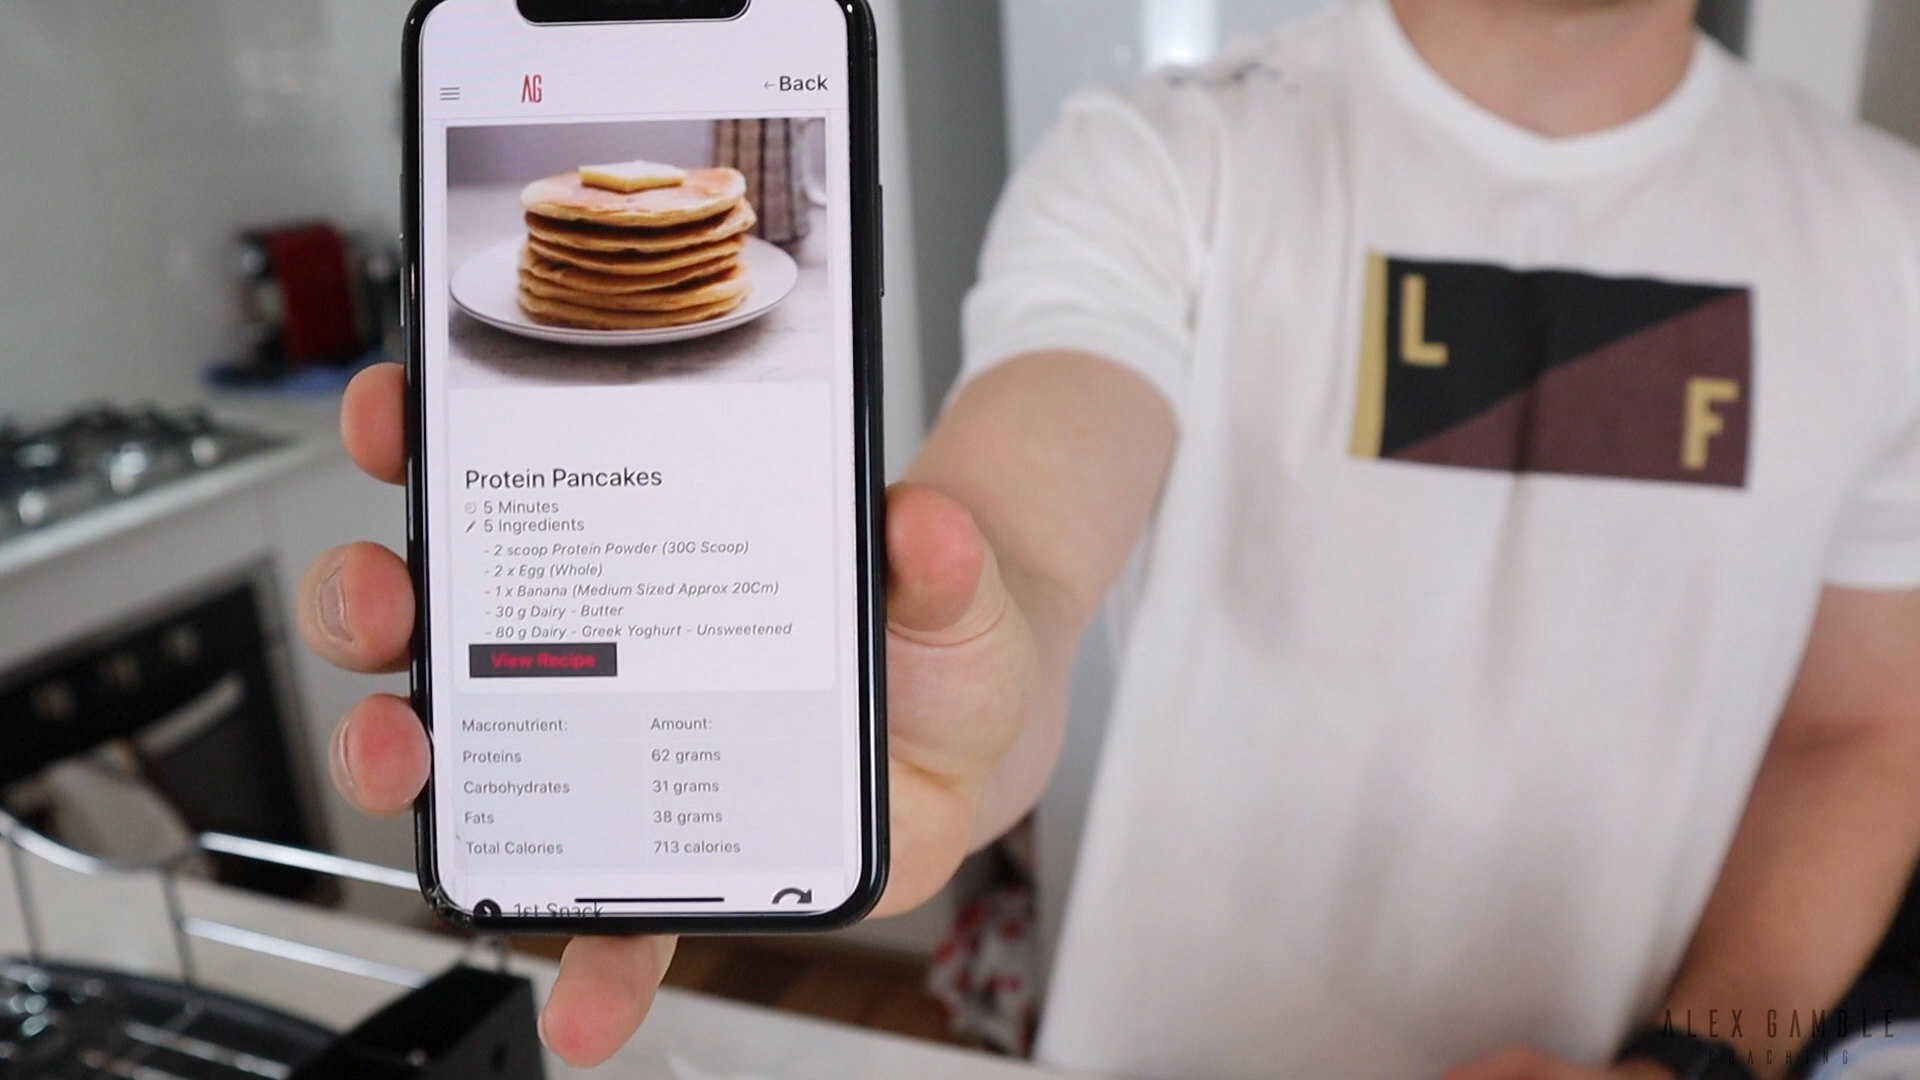 AG
←Back
Protein Pancakes
5 Minutes
5 Ingredients
- 2 scoop Protein Powder (30G Scoop)
- 2 x Egg (Whole)
- 1 x Banana (Medium Sized Approx 20Cm)
- 30 g Dairy - Butter
- 80 g Dairy - Greek Yoghurt - Unsweetened
View Recipe
Macronutrient: Amount:
Proteins 62 grams
Carbohydrates 31 grams
Fats 38 grams
Total Calories 713 calories
1st Snack
L
F
ALEX GAMBLE
COACHING